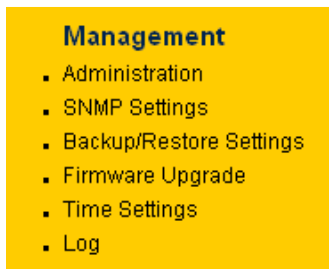 Management
Administration
SNMP Settings
Backup/Restore Settings
Firmware Upgrade
Time Settings
Log